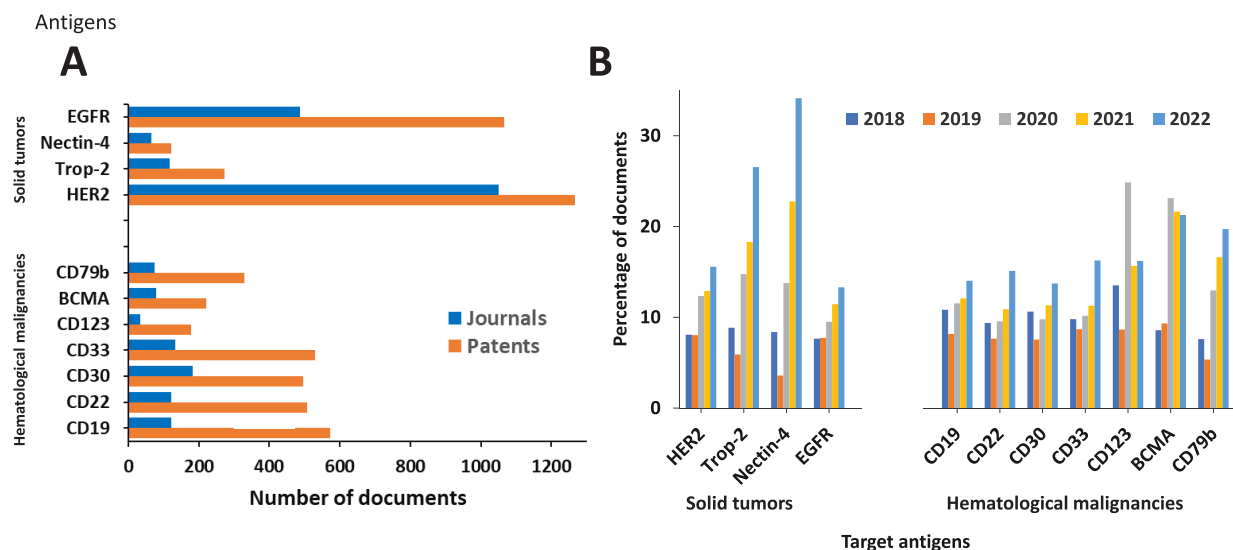 Antigens
A
Solid tumors
EGFR
Nectin-4
Trop-2
HER2
Hematological malignancies
CD79b
BCMA
CD123
CD33
CD30
CD22
CD19
Journals
Patents
0 200 400 600 800 1000 1200
Number of documents
B
Percentage of documents
30
20
10
0
2018 2019 2020 2021 2022
HER2 Trop-2 Nectin-4 EGFR CD19 CD22 CD30 CD33 CD123 BCMA CD79b
Solid tumors Hematological malignancies
Target antigens